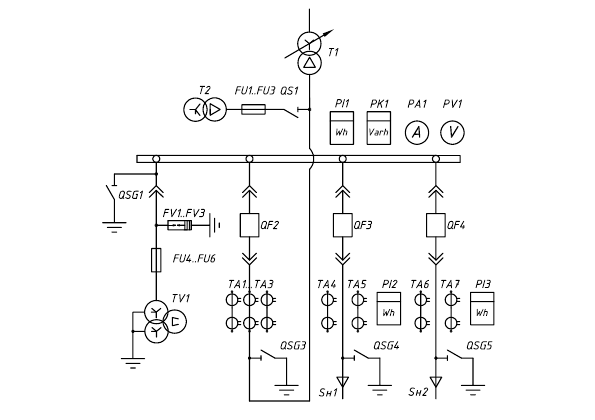 T1
T2
FU1..FU3
QS1
PI1
PK1
PA1
PV1
Wh
Varh
A
V
QSG1
FV1..FV3
QF2
QF3
QF4
FU4..FU6
TV1
TA1..TA3
TA4
TA5
PI2
TA6
TA7
PI3
Wh
Wh
QSG3
QSG4
QSG5
Sн1
Sн2